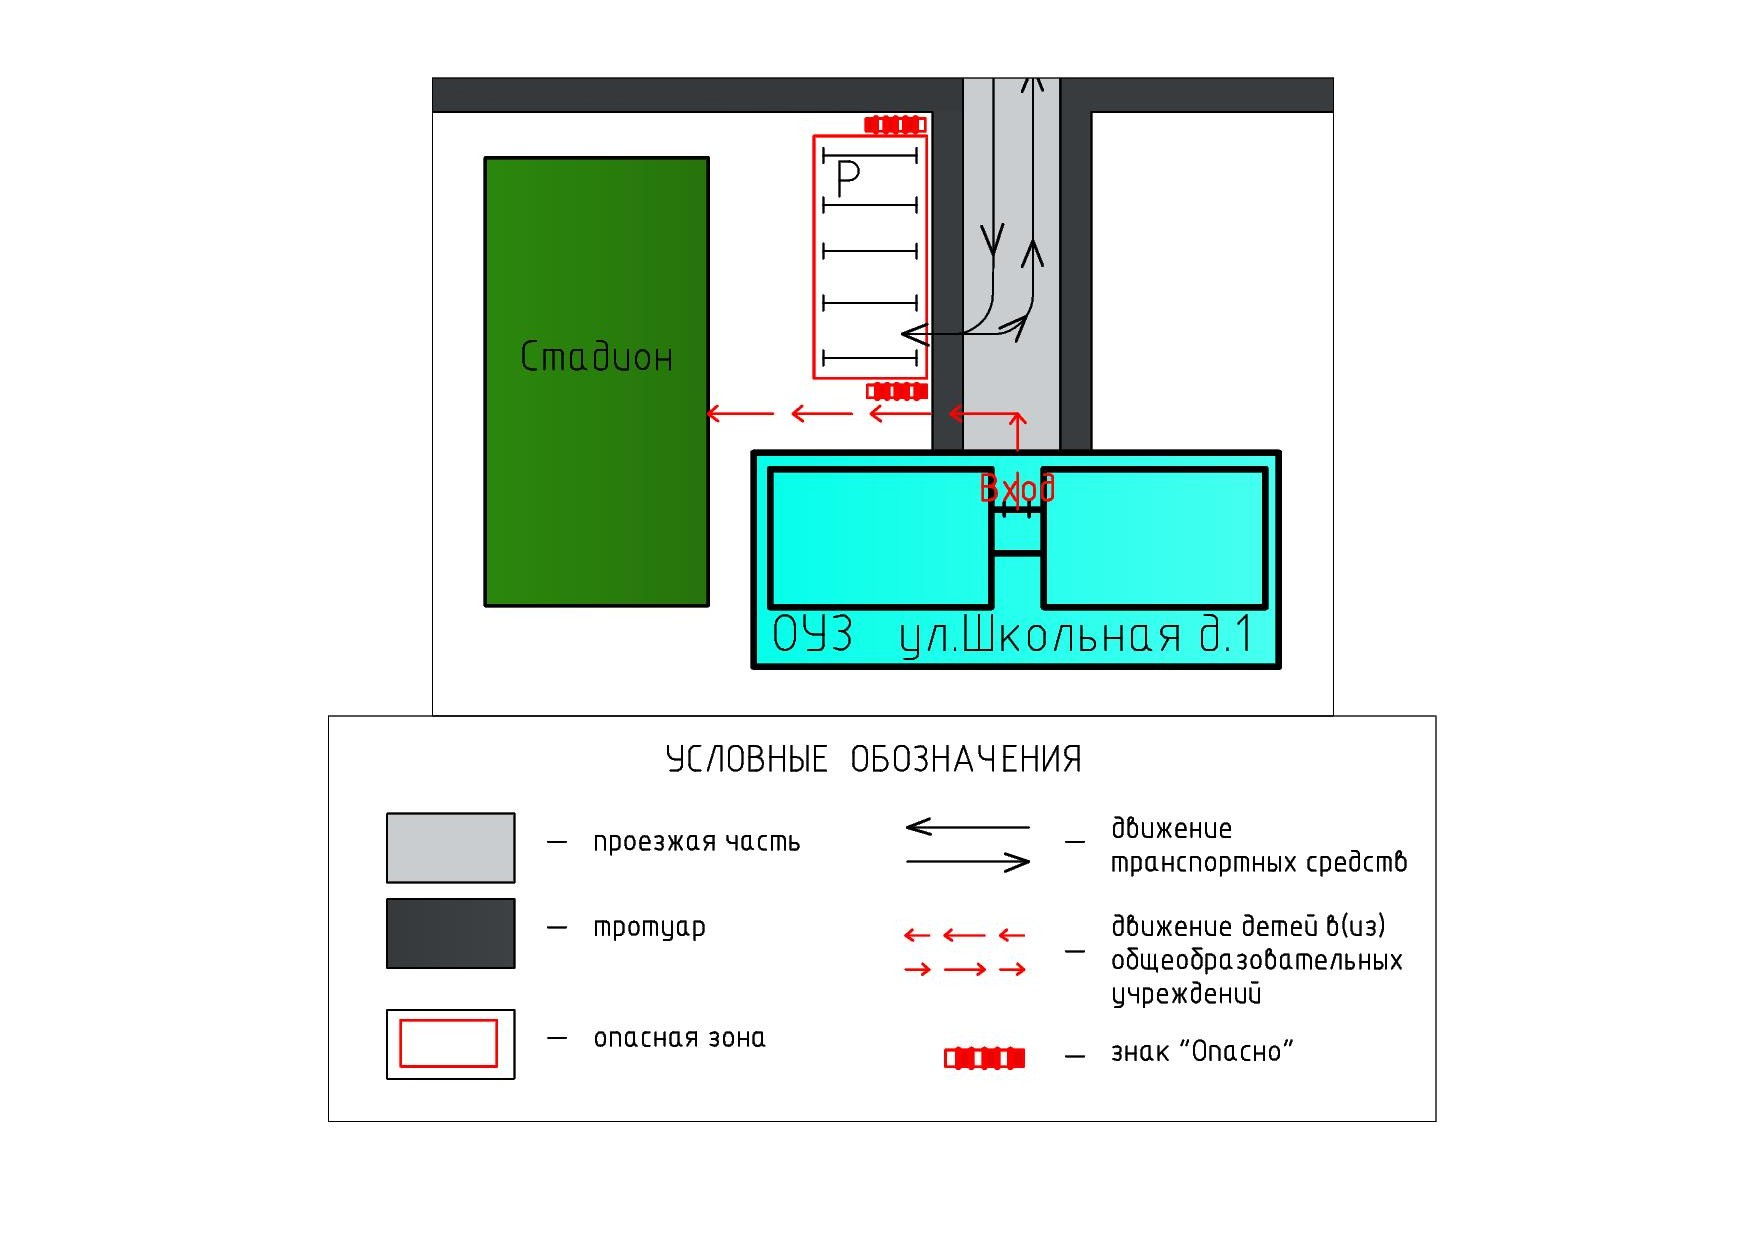 P
Стадион
Вход
ОУЗ ул.Школьная д.1
УСЛОВНЫЕ ОБОЗНАЧЕНИЯ
— проезжая часть
— тротуар
— опасная зона
— движение
транспортных средств
— движение детей в(из)
общеобразовательных
учреждений
— знак "Опасно"